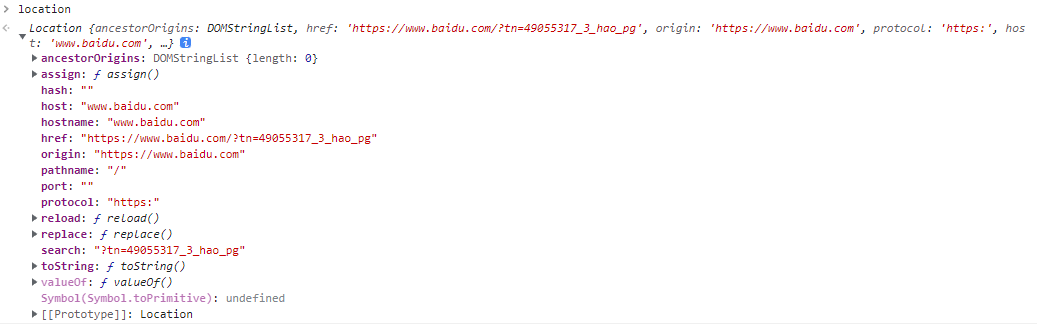 location
Location {ancestorOrigins: DOMStringList, href: 'https://www.baidu.com/?tn=49055317_3_hao_pg', origin: 'https://www.baidu.com', protocol: 'https:', hos
t: 'www.baidu.com', …}
ancestorOrigins: DOMStringList {length: 0}
assign: ƒ assign()
hash: ""
host: "www.baidu.com"
hostname: "www.baidu.com"
href: "https://www.baidu.com/?tn=49055317_3_hao_pg"
origin: "https://www.baidu.com"
pathname: "/"
port: ""
protocol: "https:"
reload: ƒ reload()
replace: ƒ replace()
search: "?tn=49055317_3_hao_pg"
toString: ƒ toString()
valueOf: ƒ valueOf()
Symbol(Symbol.toPrimitive): undefined
[[Prototype]]: Location